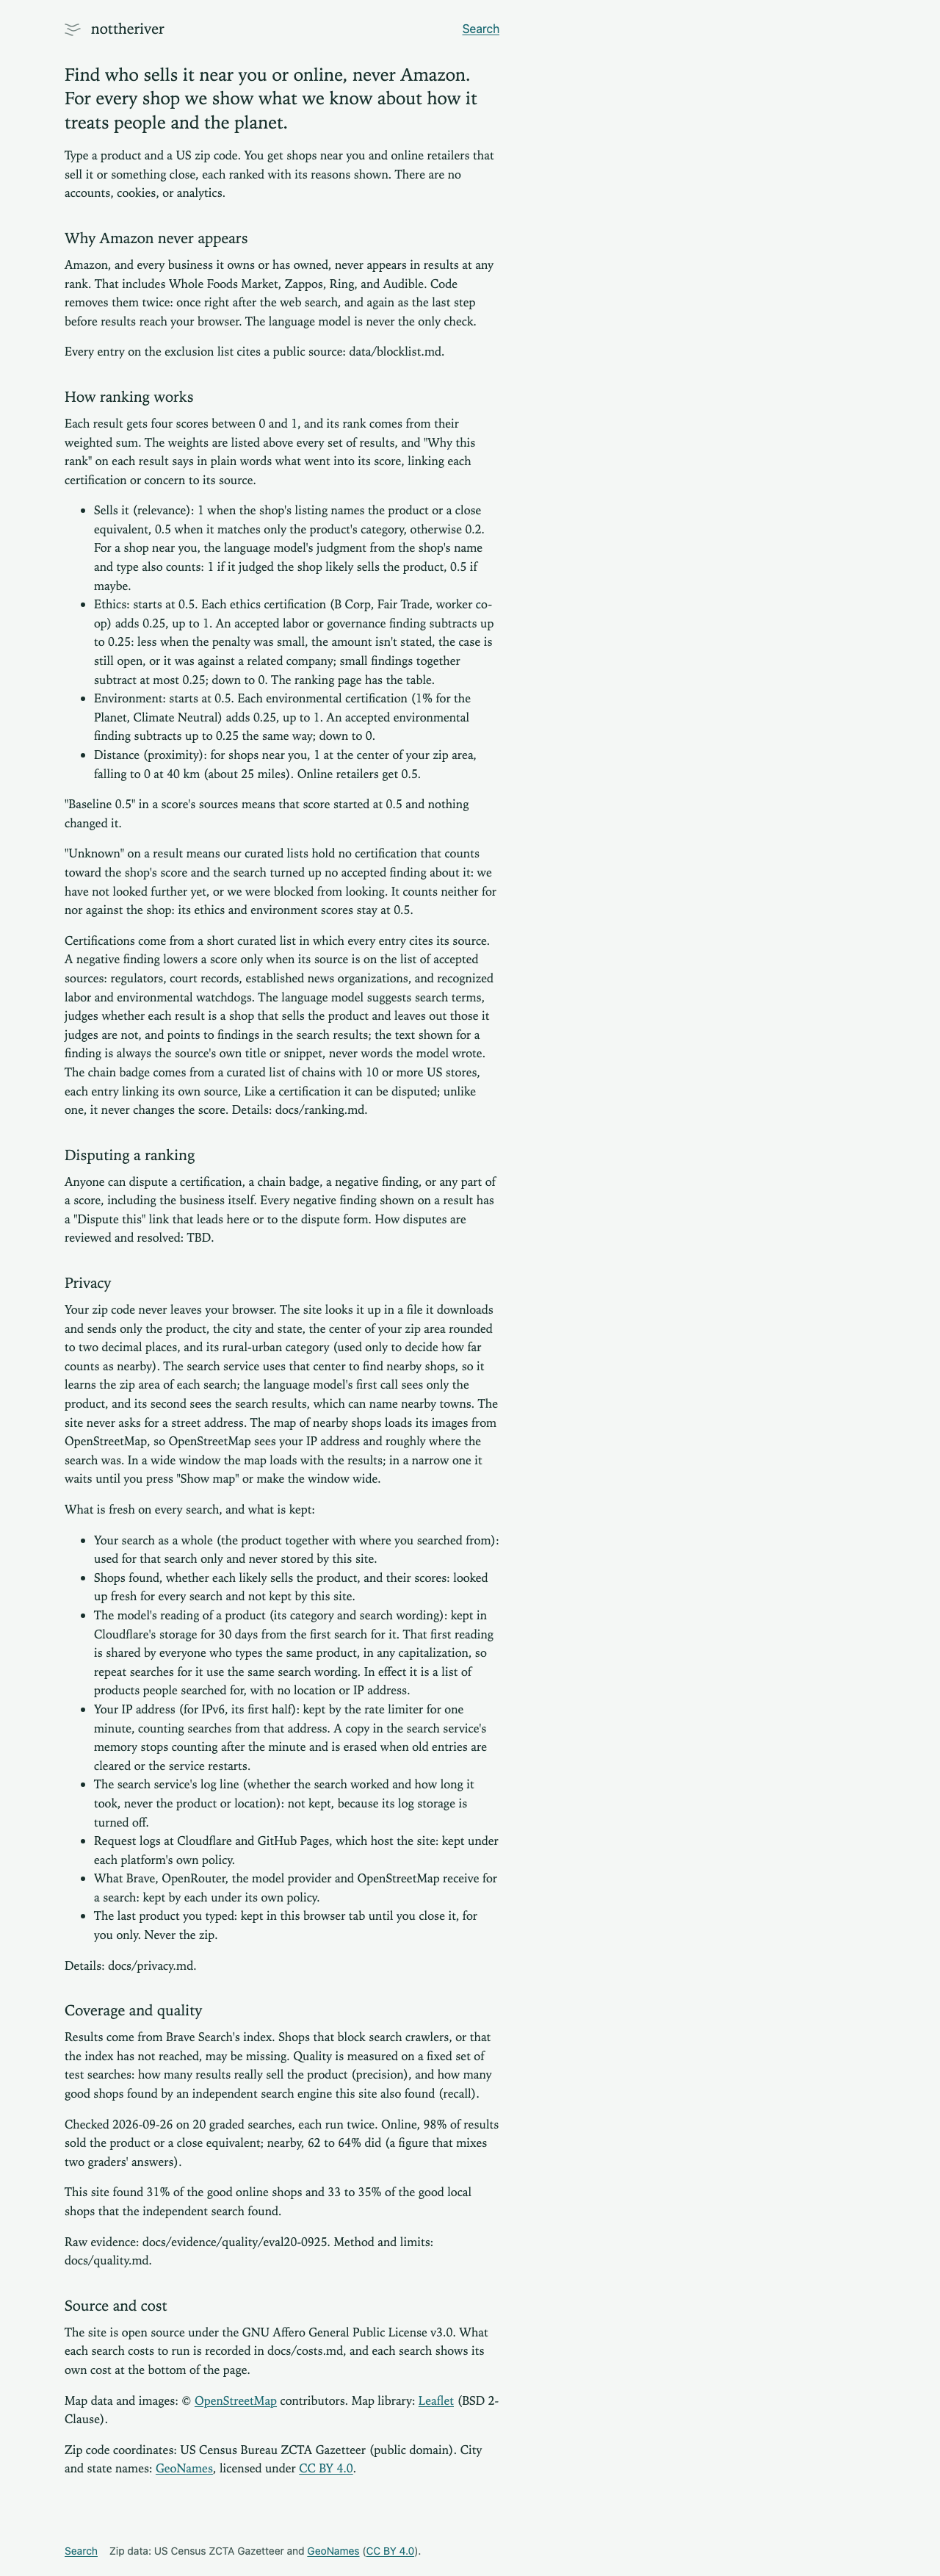 nottheriver
Search
Find who sells it near you or online, never Amazon.
For every shop we show what we know about how it
treats people and the planet.
Type a product and a US zip code. You get shops near you and online retailers that
sell it or something close, each ranked with its reasons shown. There are no
accounts, cookies, or analytics.
Why Amazon never appears
Amazon, and every business it owns or has owned, never appears in results at any
rank. That includes Whole Foods Market, Zappos, Ring, and Audible. Code
removes them twice: once right after the web search, and again as the last step
before results reach your browser. The language model is never the only check.
Every entry on the exclusion list cites a public source: data/blocklist.md.
How ranking works
Each result gets four scores between 0 and 1, and its rank comes from their
weighted sum. The weights are listed above every set of results, and "Why this
rank" on each result says in plain words what went into its score, linking each
certification or concern to its source.
• Sells it (relevance): 1 when the shop's listing names the product or a close
equivalent, 0.5 when it matches only the product's category, otherwise 0.2.
For a shop near you, the language model's judgment from the shop's name
and type also counts: 1 if it judged the shop likely sells the product, 0.5 if
maybe.
• Ethics: starts at 0.5. Each ethics certification (B Corp, Fair Trade, worker co-
op) adds 0.25, up to 1. An accepted labor or governance finding subtracts up
to 0.25: less when the penalty was small, the amount isn't stated, the case is
still open, or it was against a related company; small findings together
subtract at most 0.25; down to 0. The ranking page has the table.
• Environment: starts at 0.5. Each environmental certification (1% for the
Planet, Climate Neutral) adds 0.25, up to 1. An accepted environmental
finding subtracts up to 0.25 the same way; down to 0.
• Distance (proximity): for shops near you, 1 at the center of your zip area,
falling to 0 at 40 km (about 25 miles). Online retailers get 0.5.
"Baseline 0.5" in a score's sources means that score started at 0.5 and nothing
changed it.
"Unknown" on a result means our curated lists hold no certification that counts
toward the shop's score and the search turned up no accepted finding about it: we
have not looked further yet, or we were blocked from looking. It counts neither for
nor against the shop: its ethics and environment scores stay at 0.5.
Certifications come from a short curated list in which every entry cites its source.
A negative finding lowers a score only when its source is on the list of accepted
sources: regulators, court records, established news organizations, and recognized
labor and environmental watchdogs. The language model suggests search terms,
judges whether each result is a shop that sells the product and leaves out those it
judges are not, and points to findings in the search results; the text shown for a
finding is always the source's own title or snippet, never words the model wrote.
The chain badge comes from a curated list of chains with 10 or more US stores,
each entry linking its own source, Like a certification it can be disputed; unlike
one, it never changes the score. Details: docs/ranking.md.
Disputing a ranking
Anyone can dispute a certification, a chain badge, a negative finding, or any part of
a score, including the business itself. Every negative finding shown on a result has
a "Dispute this" link that leads here or to the dispute form. How disputes are
reviewed and resolved: TBD.
Privacy
Your zip code never leaves your browser. The site looks it up in a file it downloads
and sends only the product, the city and state, the center of your zip area rounded
to two decimal places, and its rural-urban category (used only to decide how far
counts as nearby). The search service uses that center to find nearby shops, so it
learns the zip area of each search; the language model's first call sees only the
product, and its second sees the search results, which can name nearby towns. The
site never asks for a street address. The map of nearby shops loads its images from
OpenStreetMap, so OpenStreetMap sees your IP address and roughly where the
search was. In a wide window the map loads with the results; in a narrow one it
waits until you press "Show map" or make the window wide.
What is fresh on every search, and what is kept:
• Your search as a whole (the product together with where you searched from):
used for that search only and never stored by this site.
• Shops found, whether each likely sells the product, and their scores: looked
up fresh for every search and not kept by this site.
• The model's reading of a product (its category and search wording): kept in
Cloudflare's storage for 30 days from the first search for it. That first reading
is shared by everyone who types the same product, in any capitalization, so
repeat searches for it use the same search wording. In effect it is a list of
products people searched for, with no location or IP address.
• Your IP address (for IPv6, its first half): kept by the rate limiter for one
minute, counting searches from that address. A copy in the search service's
memory stops counting after the minute and is erased when old entries are
cleared or the service restarts.
• The search service's log line (whether the search worked and how long it
took, never the product or location): not kept, because its log storage is
turned off.
• Request logs at Cloudflare and GitHub Pages, which host the site: kept under
each platform's own policy.
• What Brave, OpenRouter, the model provider and OpenStreetMap receive for
a search: kept by each under its own policy.
• The last product you typed: kept in this browser tab until you close it, for
you only. Never the zip.
Details: docs/privacy.md.
Coverage and quality
Results come from Brave Search's index. Shops that block search crawlers, or that
the index has not reached, may be missing. Quality is measured on a fixed set of
test searches: how many results really sell the product (precision), and how many
good shops found by an independent search engine this site also found (recall).
Checked 2026-09-26 on 20 graded searches, each run twice. Online, 98% of results
sold the product or a close equivalent; nearby, 62 to 64% did (a figure that mixes
two graders' answers).
This site found 31% of the good online shops and 33 to 35% of the good local
shops that the independent search found.
Raw evidence: docs/evidence/quality/eval20-0925. Method and limits:
docs/quality.md.
Source and cost
The site is open source under the GNU Affero General Public License v3.0. What
each search costs to run is recorded in docs/costs.md, and each search shows its
own cost at the bottom of the page.
Map data and images: © OpenStreetMap contributors. Map library: Leaflet (BSD 2-
Clause).
Zip code coordinates: US Census Bureau ZCTA Gazetteer (public domain). City
and state names: GeoNames, licensed under CC BY 4.0.
Search Zip data: US Census ZCTA Gazetteer and GeoNames (CC BY 4.0).